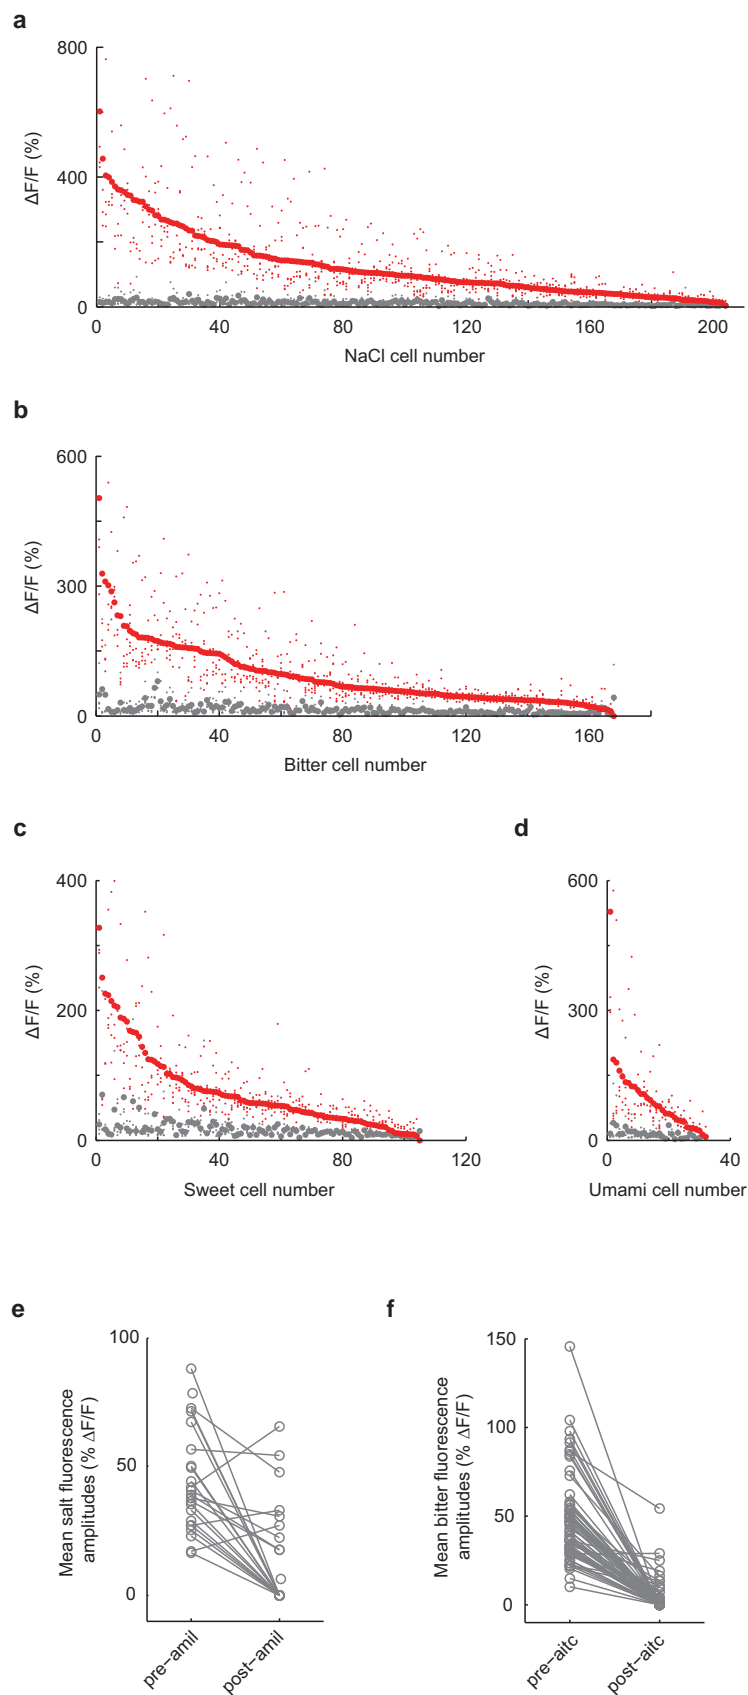 a
800
400
0
ΔF/F (%)
0 40 80 120 160 200
NaCl cell number
b
600
300
0
ΔF/F (%)
0 40 80 120 160
Bitter cell number
c
400
200
0
ΔF/F (%)
0 40 80 120
Sweet cell number
d
600
300
0
ΔF/F (%)
0 40
Umami cell number
e
100
50
0
Mean salt fluorescence
amplitudes (% ΔF/F)
pre−amil post−amil
f
150
100
50
0
Mean bitter fluorescence
amplitudes (% ΔF/F)
pre−aitc post−aitc